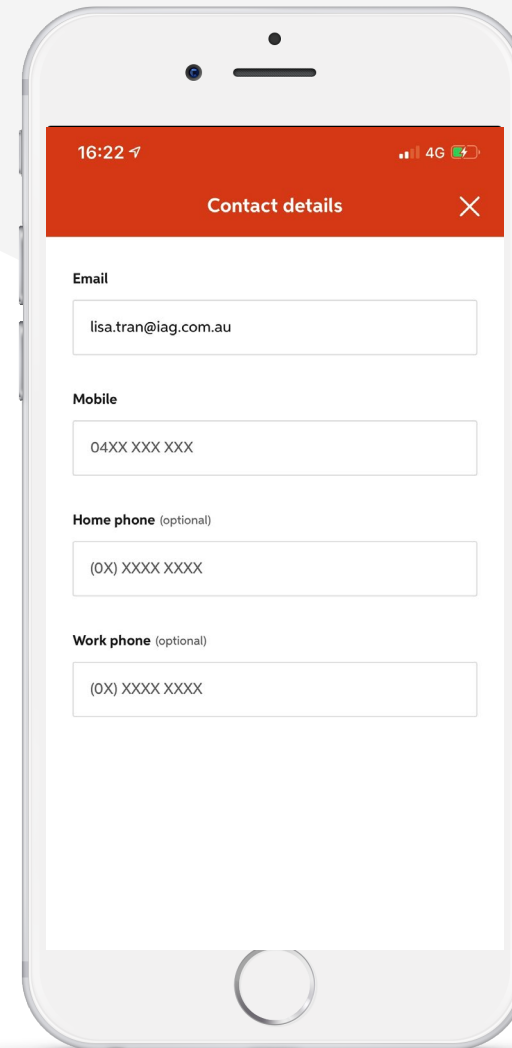 16:22 4G
Contact details
Email
lisa.tran@iag.com.au
Mobile
04XX XXX XXX
Home phone (optional)
(0X) XXXX XXXX
Work phone (optional)
(0X) XXXX XXXX